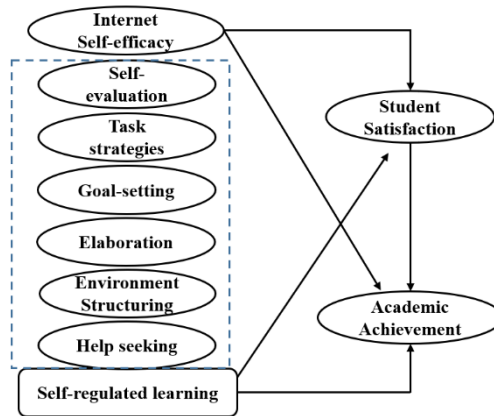 Internet
Self-efficacy
Self-
evaluation
Task
strategies
Goal-setting
Elaboration
Environment
Structuring
Help seeking
Self-regulated learning
Student
Satisfaction
Academic
Achievement